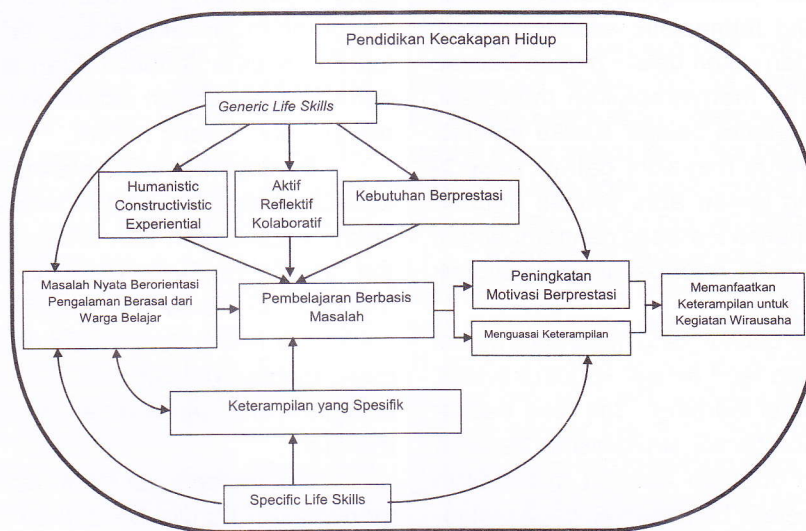 Pendidikan Kecakapan Hidup
Generic Life Skills
Humanistic
Constructivistic
Experiential
Aktif
Reflektif
Kolaboratif
Kebutuhan Berprestasi
Masalah Nyata Berorientasi
Pengalaman Berasal dari
Warga Belajar
Pembelajaran Berbasis
Masalah
Peningkatan
Motivasi Berprestasi
Menguasai Keterampilan
Memanfaatkan
Keterampilan untuk
Kegiatan Wirausaha
Keterampilan yang Spesifik
Specific Life Skills